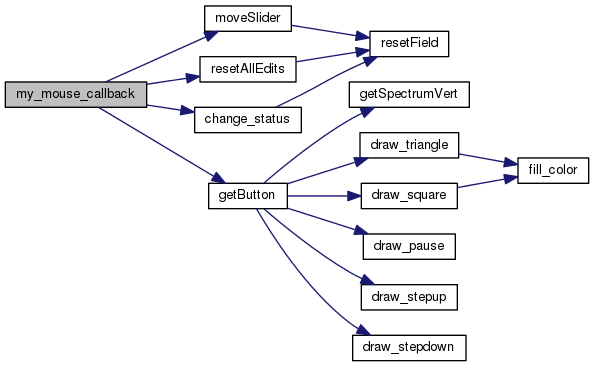 my_mouse_callback
moveSlider
resetAllEdits
change_status
getButton
resetField
getSpectrumVert
draw_triangle
draw_square
draw_pause
draw_stepup
draw_stepdown
fill_color